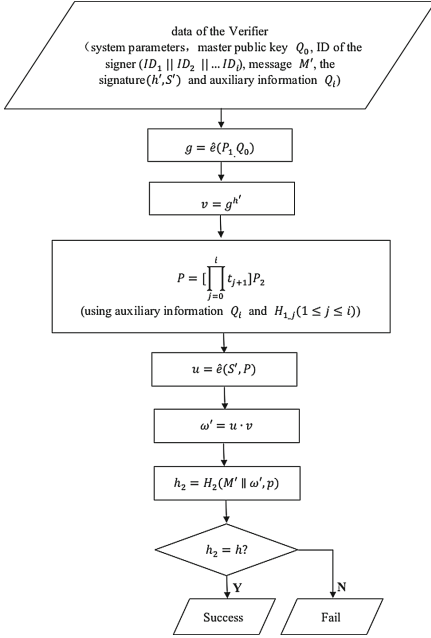 data of the Verifier
(system parameters, master public key Q₀, ID of the
signer (ID₁ || ID₂ || ... IDᵢ), message M′, the
signature(h′,S′) and auxiliary information Qᵢ)
g = ê(P₁,Q₀)
v = g^{h′}
P = [∏_{j=0}^{i} t_{j+1}]P₂
(using auxiliary information Qᵢ and H_{1,j}(1 ≤ j ≤ i))
u = ê(S′, P)
ω′ = u · v
h₂ = H₂(M′ ∥ ω′, p)
h₂ = h?
Y
N
Success
Fail